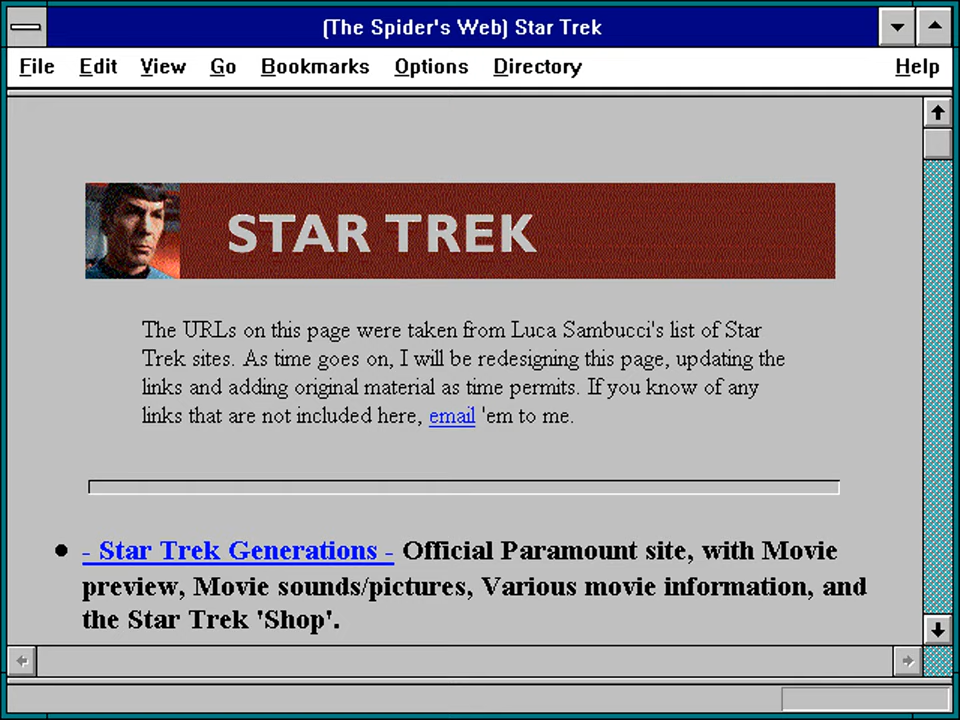 (The Spider's Web) Star Trek
File Edit View Go Bookmarks Options Directory Help
STAR TREK
The URLs on this page were taken from Luca Sambucci's list of Star
Trek sites. As time goes on, I will be redesigning this page, updating the
links and adding original material as time permits. If you know of any
links that are not included here, email 'em to me.
- Star Trek Generations - Official Paramount site, with Movie
preview, Movie sounds/pictures, Various movie information, and
the Star Trek 'Shop'.